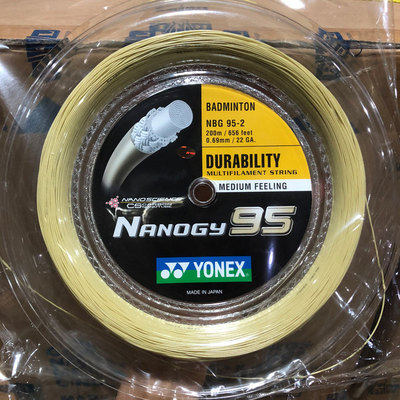 BADMINTON
NBG 95-2
200m / 656 feet
0.69mm / 22 GA.
DURABILITY
MULTIFILAMENT STRING
MEDIUM FEELING
NANOSCIENCE
NANOGY 95
YONEX
MADE IN JAPAN